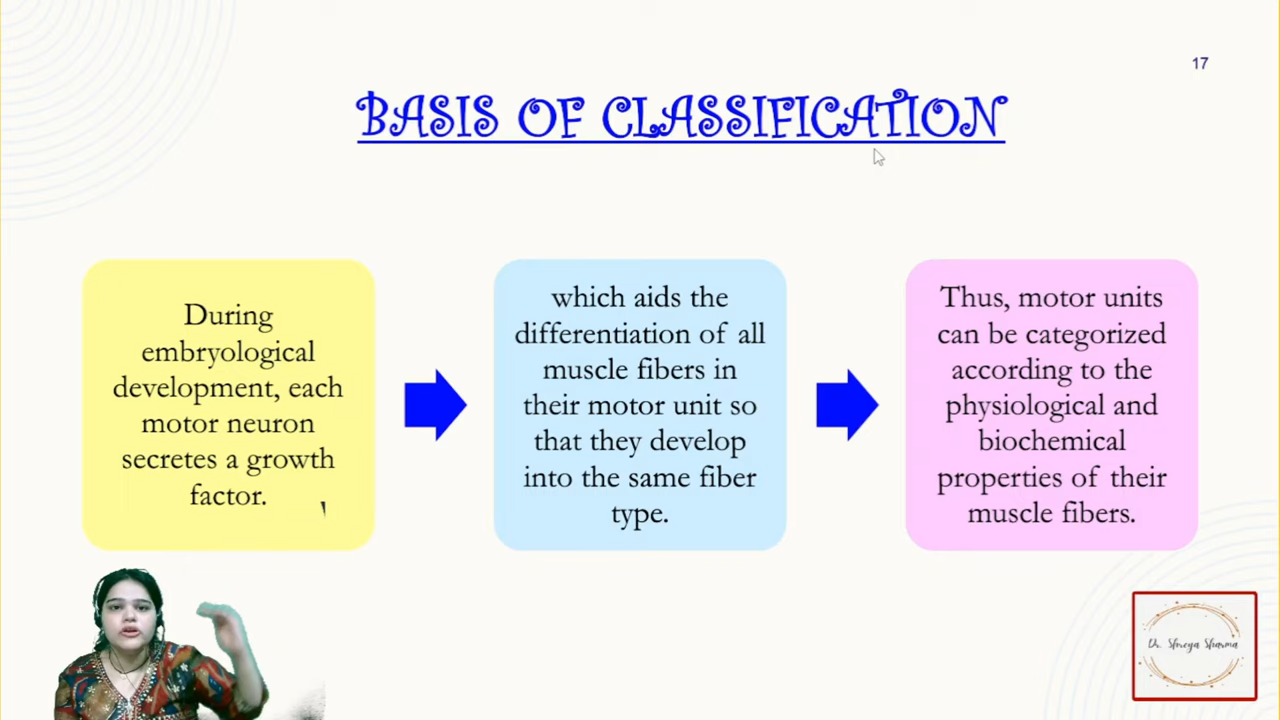 17
BASIS OF CLASSIFICATION
During
embryological
development, each
motor neuron
secretes a growth
factor.
which aids the
differentiation of all
muscle fibers in
their motor unit so
that they develop
into the same fiber
type.
Thus, motor units
can be categorized
according to the
physiological and
biochemical
properties of their
muscle fibers.
Dr. Shreya Sharma